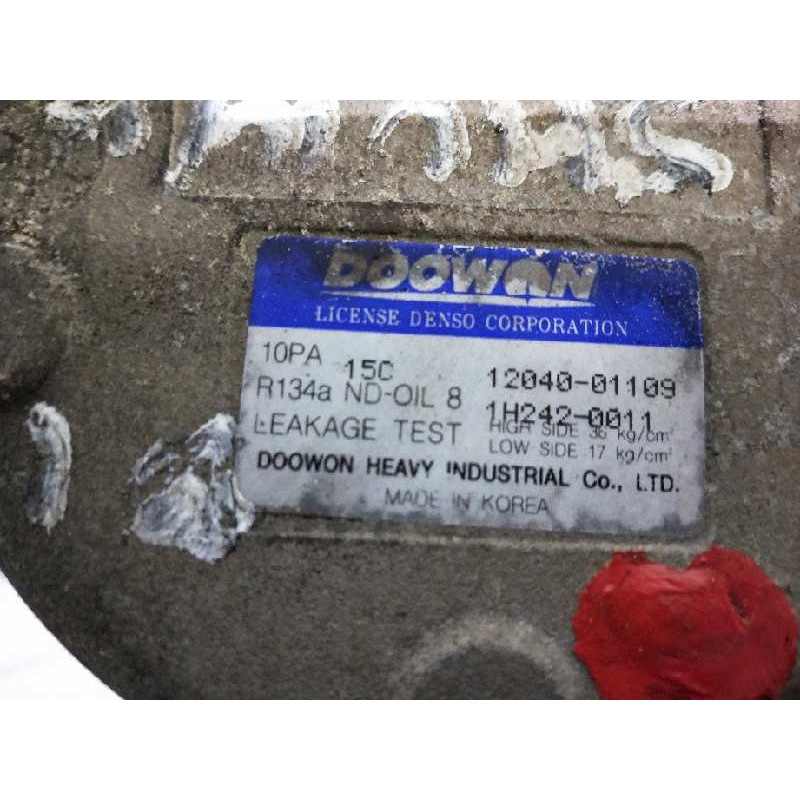 DOOWON
LICENSE DENSO CORPORATION
10PA 15C 12040-01109
R134a ND-OIL 8 1H242-0011
LEAKAGE TEST HIGH SIDE 36 kg/cm²
LOW SIDE 17 kg/cm²
DOOWON HEAVY INDUSTRIAL Co., LTD.
MADE IN KOREA